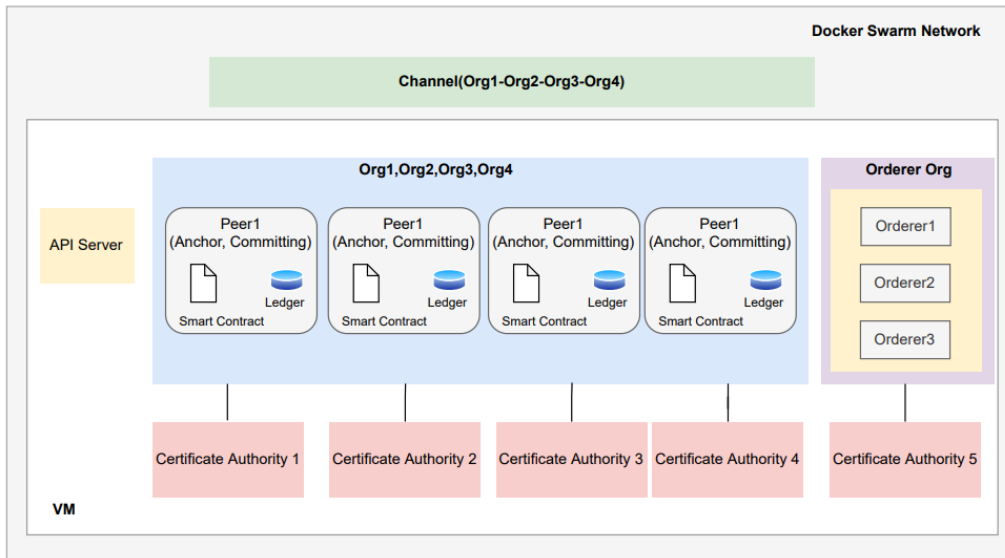 Docker Swarm Network
Channel(Org1-Org2-Org3-Org4)
Org1,Org2,Org3,Org4
Orderer Org
API Server
Peer1
(Anchor, Committing)
Ledger
Smart Contract
Peer1
(Anchor, Committing)
Ledger
Smart Contract
Peer1
(Anchor, Committing)
Ledger
Smart Contract
Peer1
(Anchor, Committing)
Ledger
Smart Contract
Orderer1
Orderer2
Orderer3
Certificate Authority 1
Certificate Authority 2
Certificate Authority 3
Certificate Authority 4
Certificate Authority 5
VM